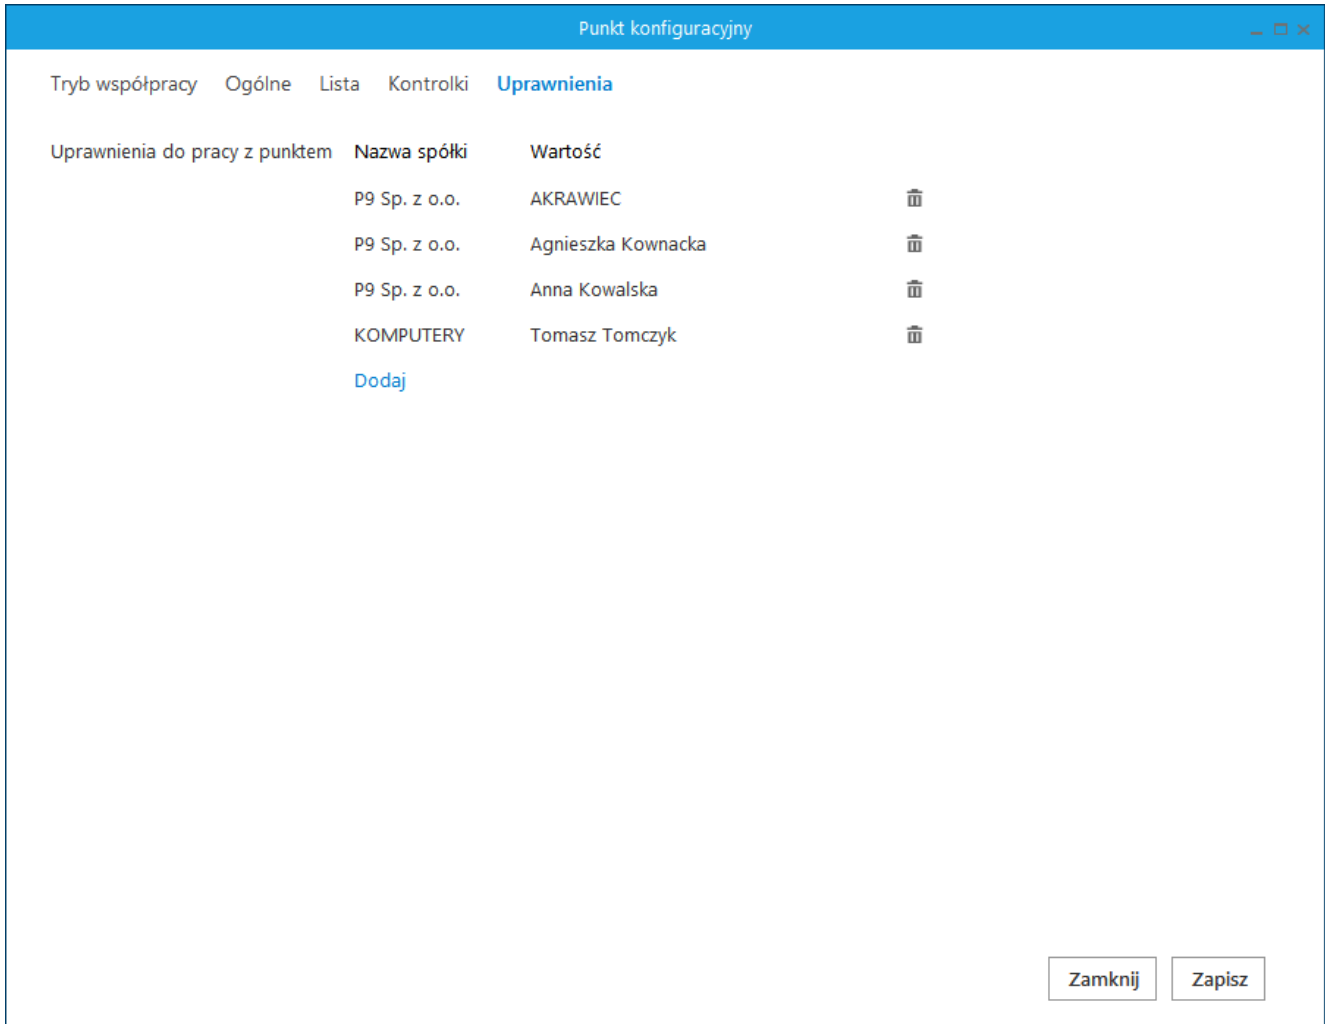 Punkt konfiguracyjny
Tryb współpracy Ogólne Lista Kontrolki Uprawnienia
Uprawnienia do pracy z punktem Nazwa spółki Wartość
P9 Sp. z o.o. AKRAWIEC
P9 Sp. z o.o. Agnieszka Kownacka
P9 Sp. z o.o. Anna Kowalska
KOMPUTERY Tomasz Tomczyk
Dodaj
Zamknij Zapisz